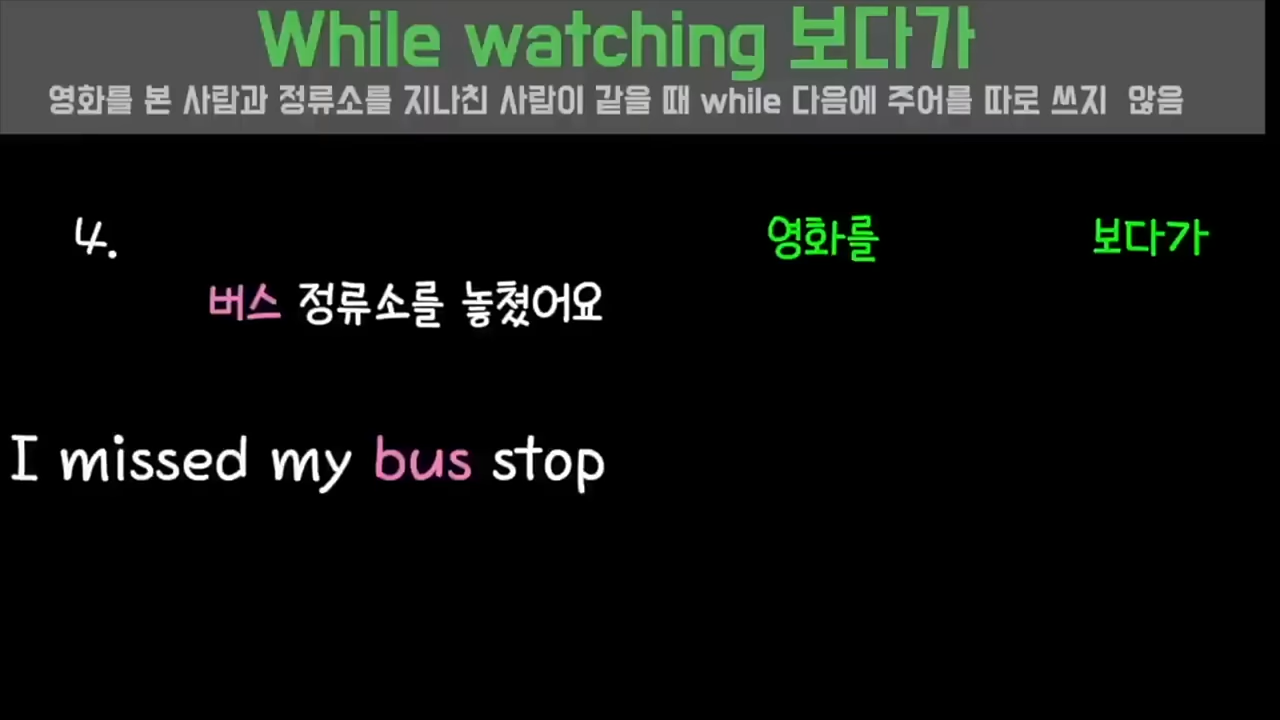 While watching 보다가
영화를 본 사람과 정류소를 지나친 사람이 같을 때 while 다음에 주어를 따로 쓰지 않음
4.
영화를 보다가
버스 정류소를 놓쳤어요
I missed my bus stop